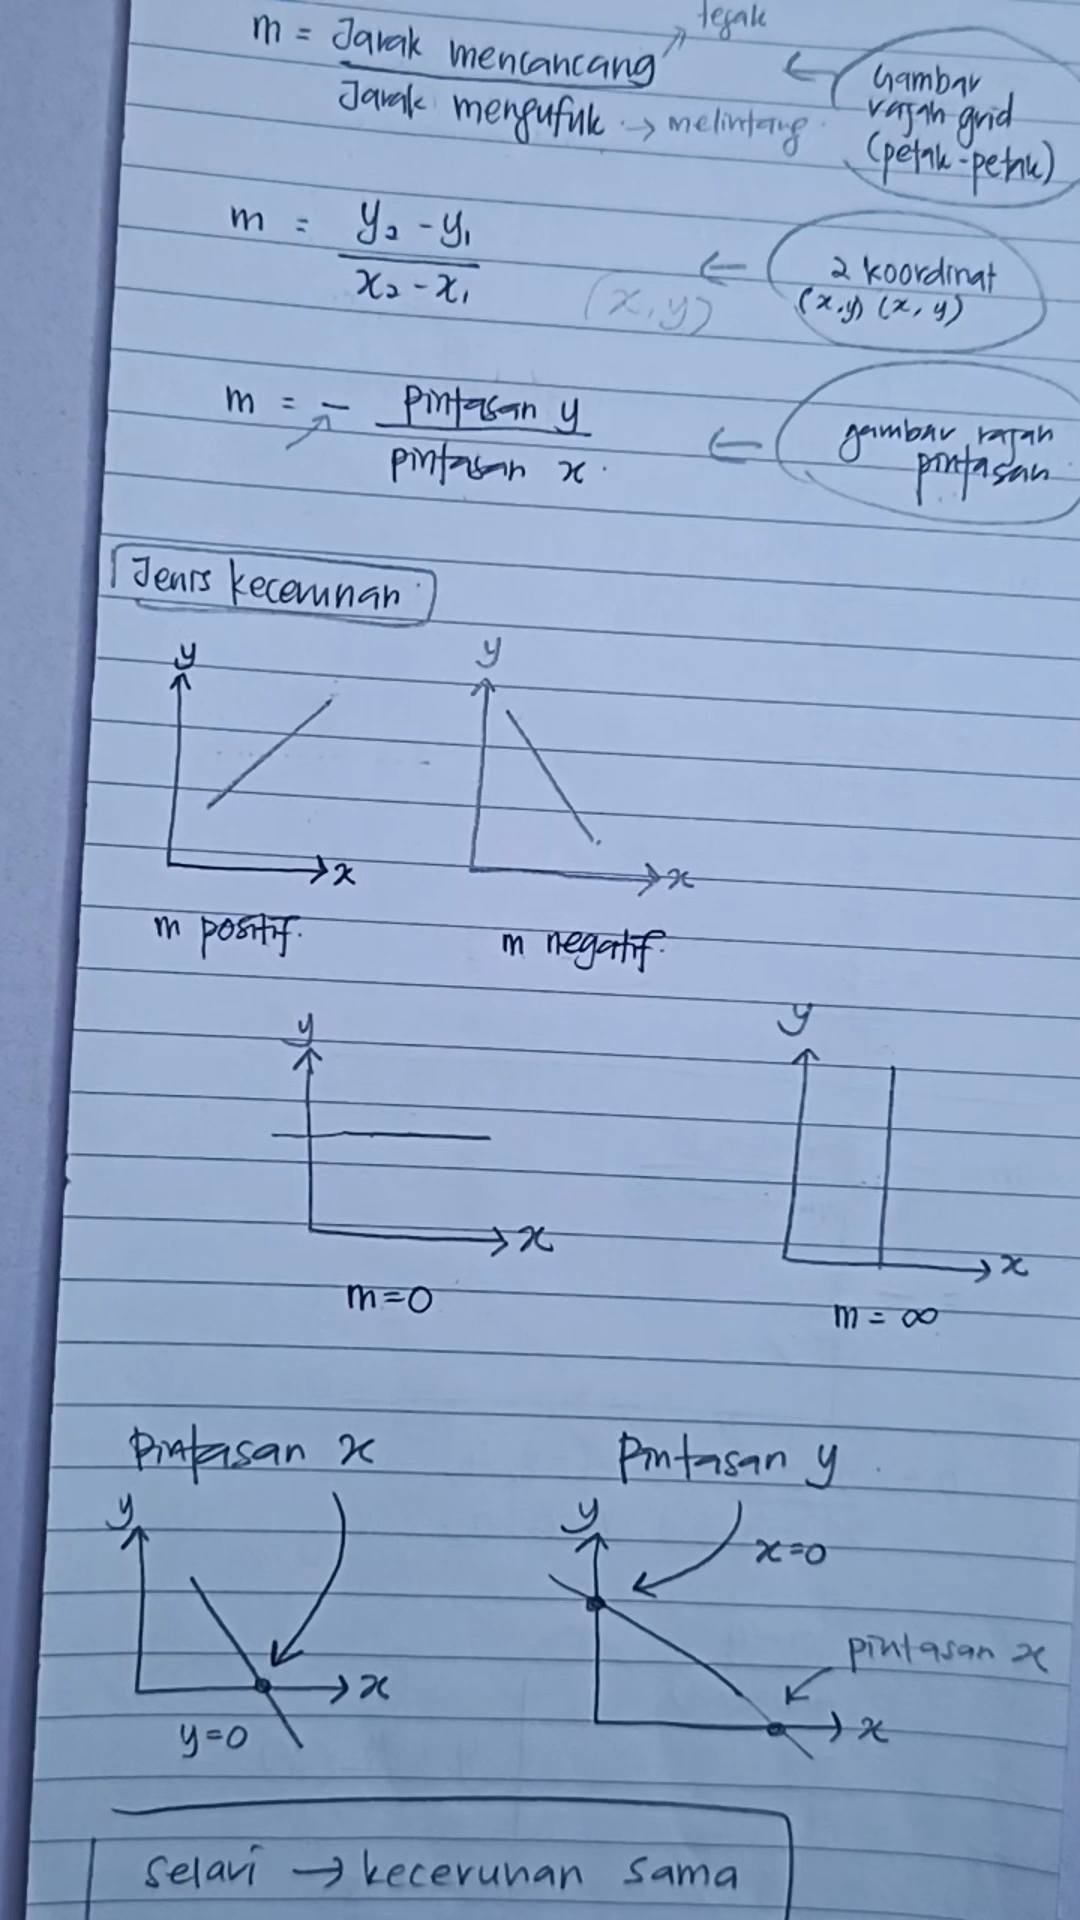 m = Jarak mencancang → tegak
Jarak mengufuk → melintang
← Gambar
rajah grid
(petak-petak)
m = y₂ - y₁
x₂ - x₁
(x, y)
← 2 koordinat
(x,y) (x, y)
m = - pintasan y
pintasan x
← gambar rajah
pintasan
Jenis kecerunan
y
x
m positif.
y
x
m negatif.
y
x
m=0
y
x
m = ∞
Pintasan x
y
x
y=0
Pintasan y
y
x=0
pintasan x
x
Selari → kecerunan sama